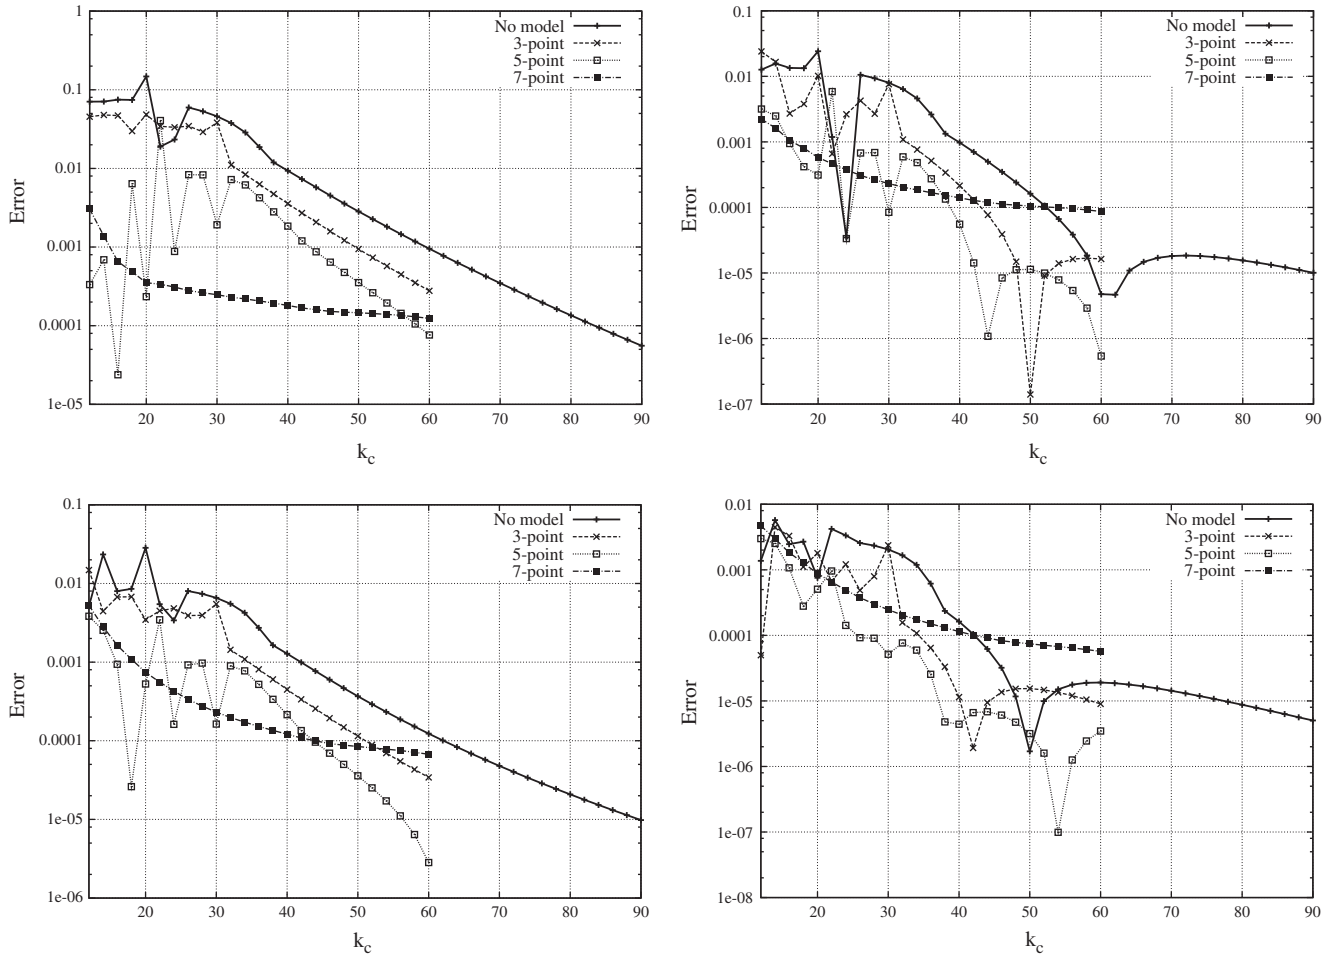 1
0.1
0.01
0.001
0.0001
1e-05
Error
No model
3-point
5-point
7-point
20 30 40 50 60 70 80 90
k_c
0.1
0.01
0.001
0.0001
1e-05
1e-06
1e-07
Error
No model
3-point
5-point
7-point
20 30 40 50 60 70 80 90
k_c
0.1
0.01
0.001
0.0001
1e-05
1e-06
Error
No model
3-point
5-point
7-point
20 30 40 50 60 70 80 90
k_c
0.01
0.001
0.0001
1e-05
1e-06
1e-07
1e-08
Error
No model
3-point
5-point
7-point
20 30 40 50 60 70 80 90
k_c